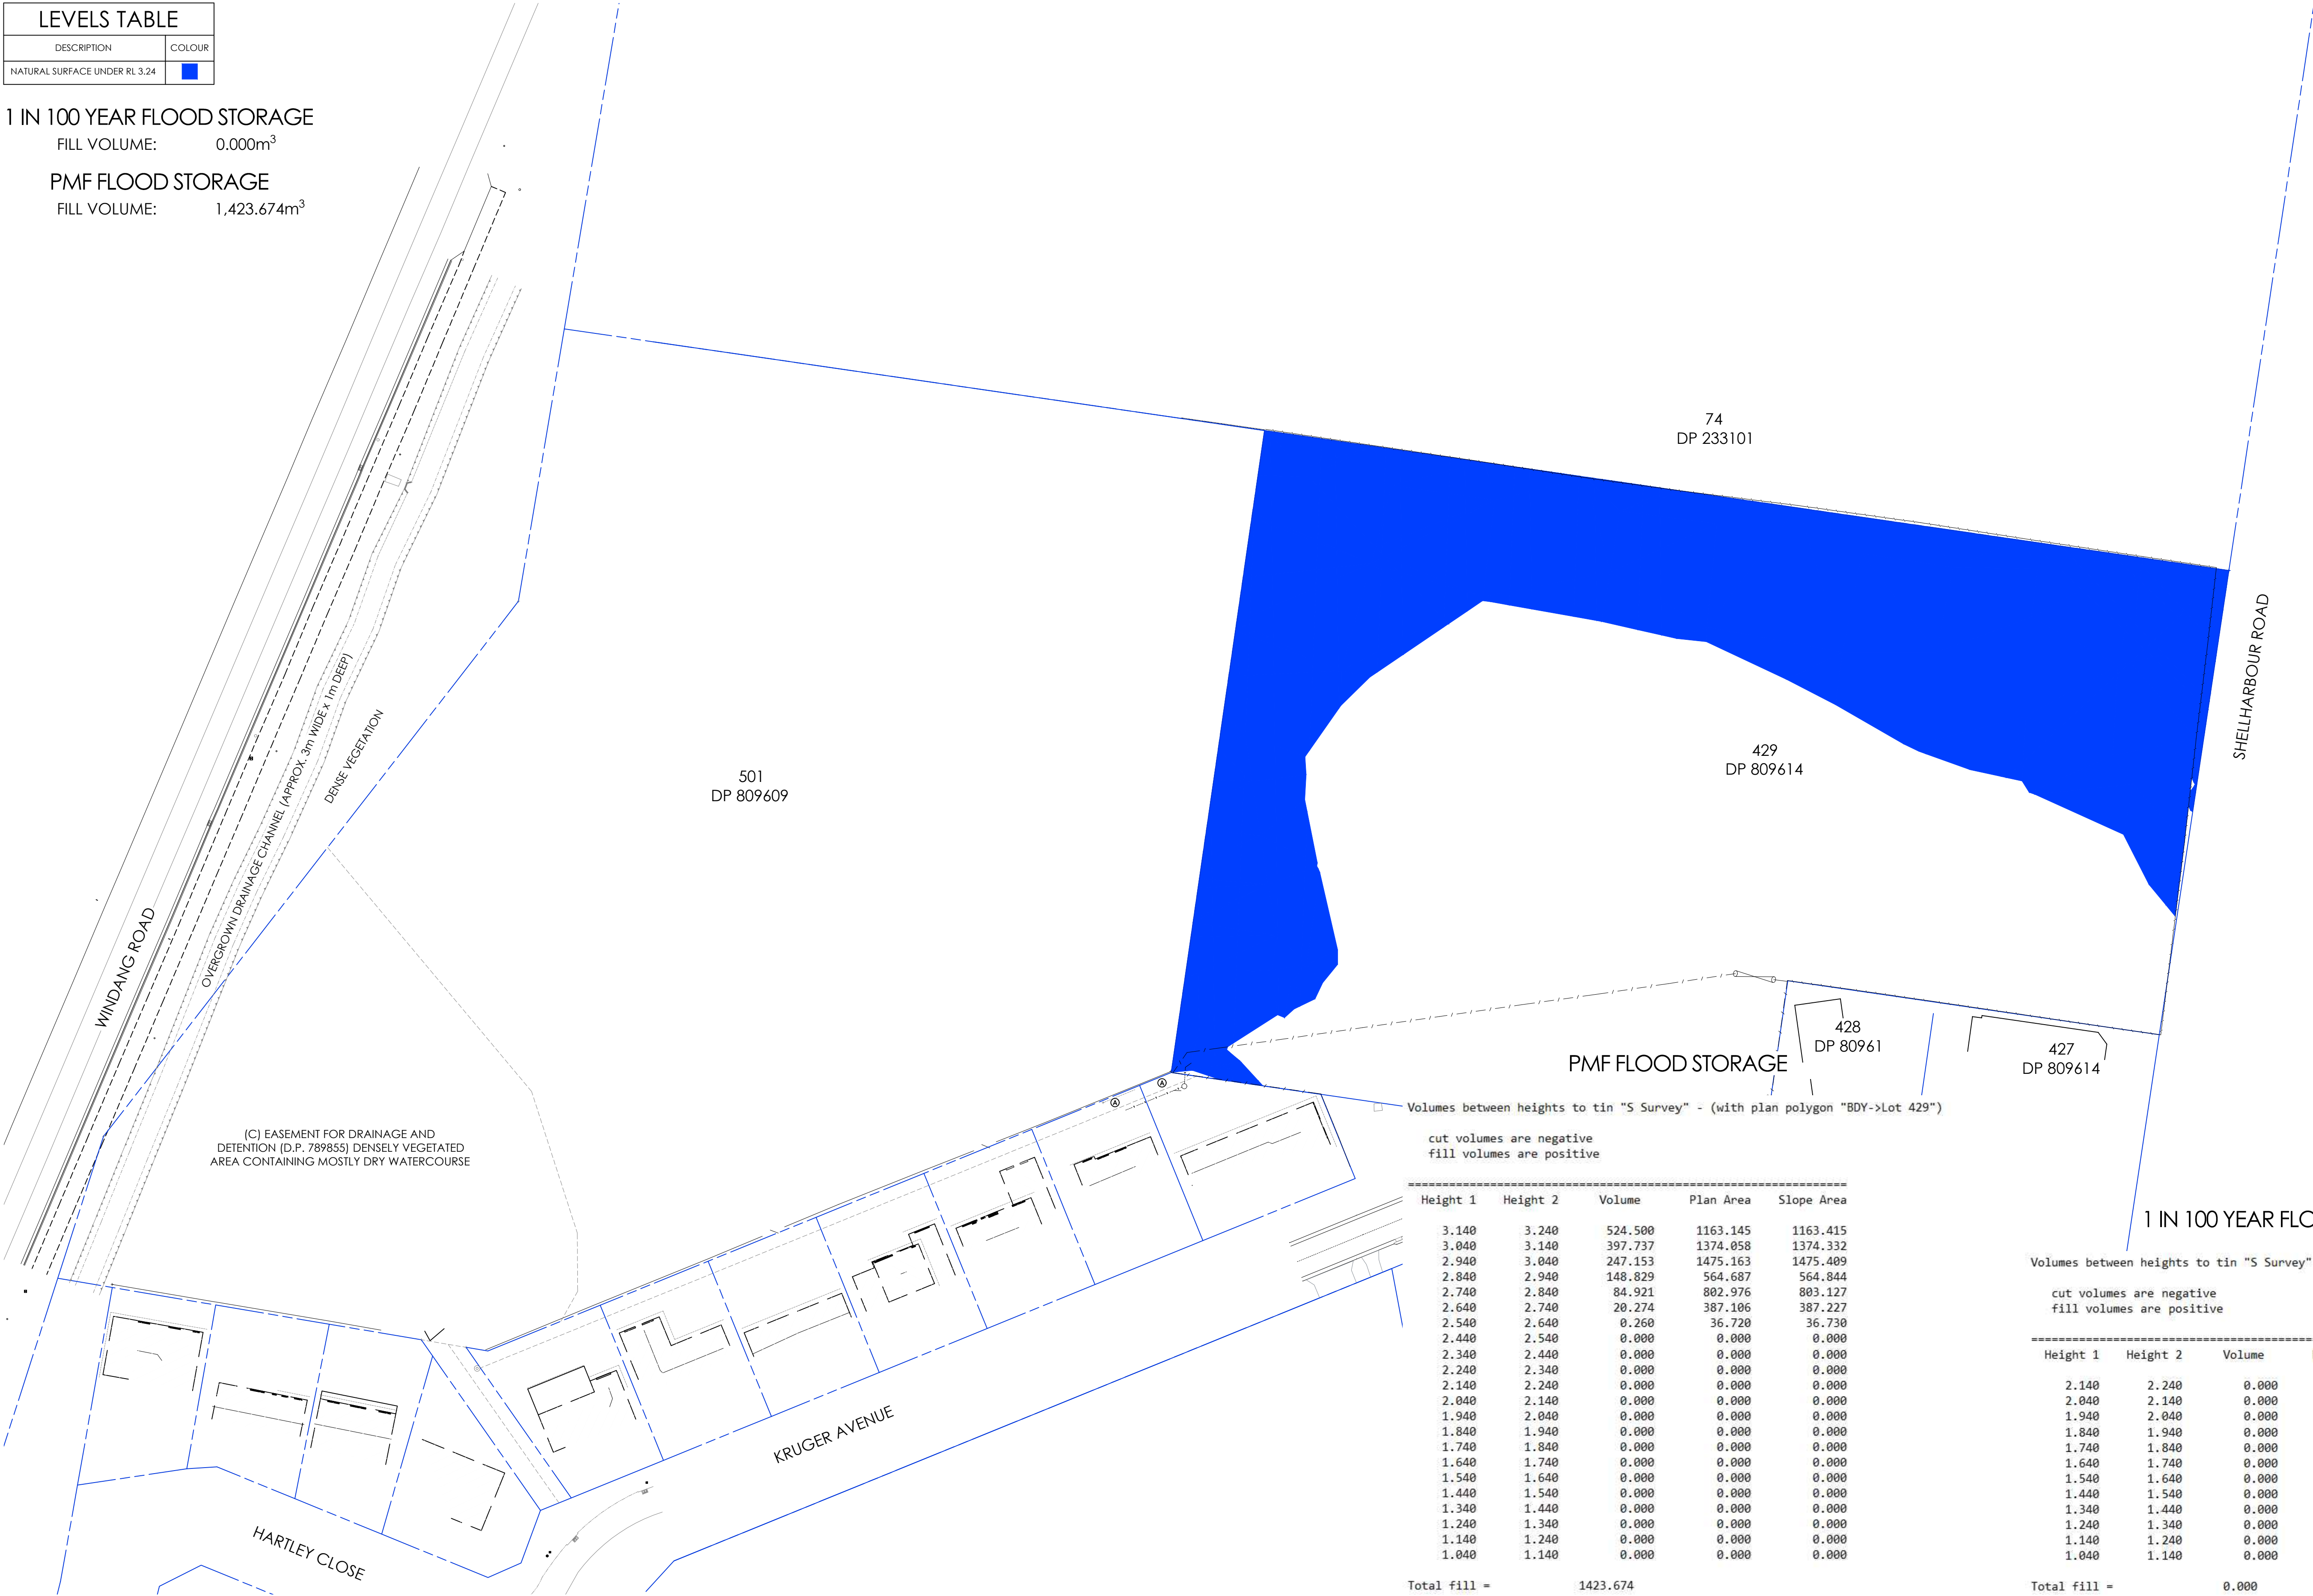 LEVELS TABLE
DESCRIPTION COLOUR
NATURAL SURFACE UNDER RL 3.24
1 IN 100 YEAR FLOOD STORAGE
FILL VOLUME: 0.000m³
PMF FLOOD STORAGE
FILL VOLUME: 1,423.674m³
74
DP 233101
SHELLHARBOUR ROAD
429
DP 809614
501
DP 809609
OVERGROWN DRAINAGE CHANNEL (APPROX. 3m WIDE x 1m DEEP)
DENSE VEGETATION
WINDANG ROAD
428
DP 80961
427
DP 809614
A
A
(C) EASEMENT FOR DRAINAGE AND
DETENTION (D.P. 789855) DENSELY VEGETATED
AREA CONTAINING MOSTLY DRY WATERCOURSE
KRUGER AVENUE
HARTLEY CLOSE
PMF FLOOD STORAGE
Volumes between heights to tin "S Survey" - (with plan polygon "BDY->Lot 429")
cut volumes are negative
fill volumes are positive
Height 1 Height 2 Volume Plan Area Slope Area
3.140 3.240 524.500 1163.145 1163.415
3.040 3.140 397.737 1374.058 1374.332
2.940 3.040 247.153 1475.163 1475.409
2.840 2.940 148.829 564.687 564.844
2.740 2.840 84.921 802.976 803.127
2.640 2.740 20.274 387.106 387.227
2.540 2.640 0.260 36.720 36.730
2.440 2.540 0.000 0.000 0.000
2.340 2.440 0.000 0.000 0.000
2.240 2.340 0.000 0.000 0.000
2.140 2.240 0.000 0.000 0.000
2.040 2.140 0.000 0.000 0.000
1.940 2.040 0.000 0.000 0.000
1.840 1.940 0.000 0.000 0.000
1.740 1.840 0.000 0.000 0.000
1.640 1.740 0.000 0.000 0.000
1.540 1.640 0.000 0.000 0.000
1.440 1.540 0.000 0.000 0.000
1.340 1.440 0.000 0.000 0.000
1.240 1.340 0.000 0.000 0.000
1.140 1.240 0.000 0.000 0.000
1.040 1.140 0.000 0.000 0.000
Total fill = 1423.674
1 IN 100 YEAR FLO
Volumes between heights to tin "S Survey"
cut volumes are negative
fill volumes are positive
Height 1 Height 2 Volume
2.140 2.240 0.000
2.040 2.140 0.000
1.940 2.040 0.000
1.840 1.940 0.000
1.740 1.840 0.000
1.640 1.740 0.000
1.540 1.640 0.000
1.440 1.540 0.000
1.340 1.440 0.000
1.240 1.340 0.000
1.140 1.240 0.000
1.040 1.140 0.000
Total fill = 0.000